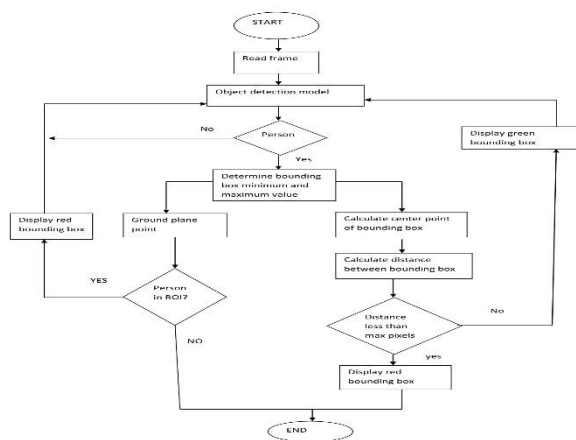 START
Read frame
Object detection model
No
Person
Display green
bounding box
Yes
Determine bounding
box minimum and
maximum value
Display red
bounding box
Ground plane
point
Calculate center point
of bounding box
Calculate distance
between bounding box
YES
Person
in ROI?
Distance
less than
max pixels
No
NO
yes
Display red
bounding box
END